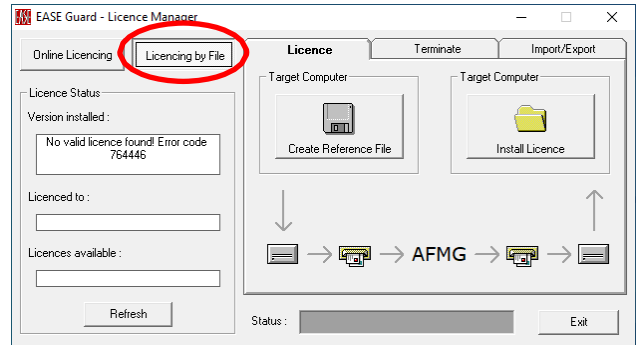 EASE EASE Guard - Licence Manager
Online Licencing
Licencing by File
Licence Status
Version installed :
No valid licence found! Error code
764446
Licenced to :
Licences available :
Refresh
Licence
Terminate
Import/Export
Target Computer
Create Reference File
Target Computer
Install Licence
AFMG
Status :
Exit